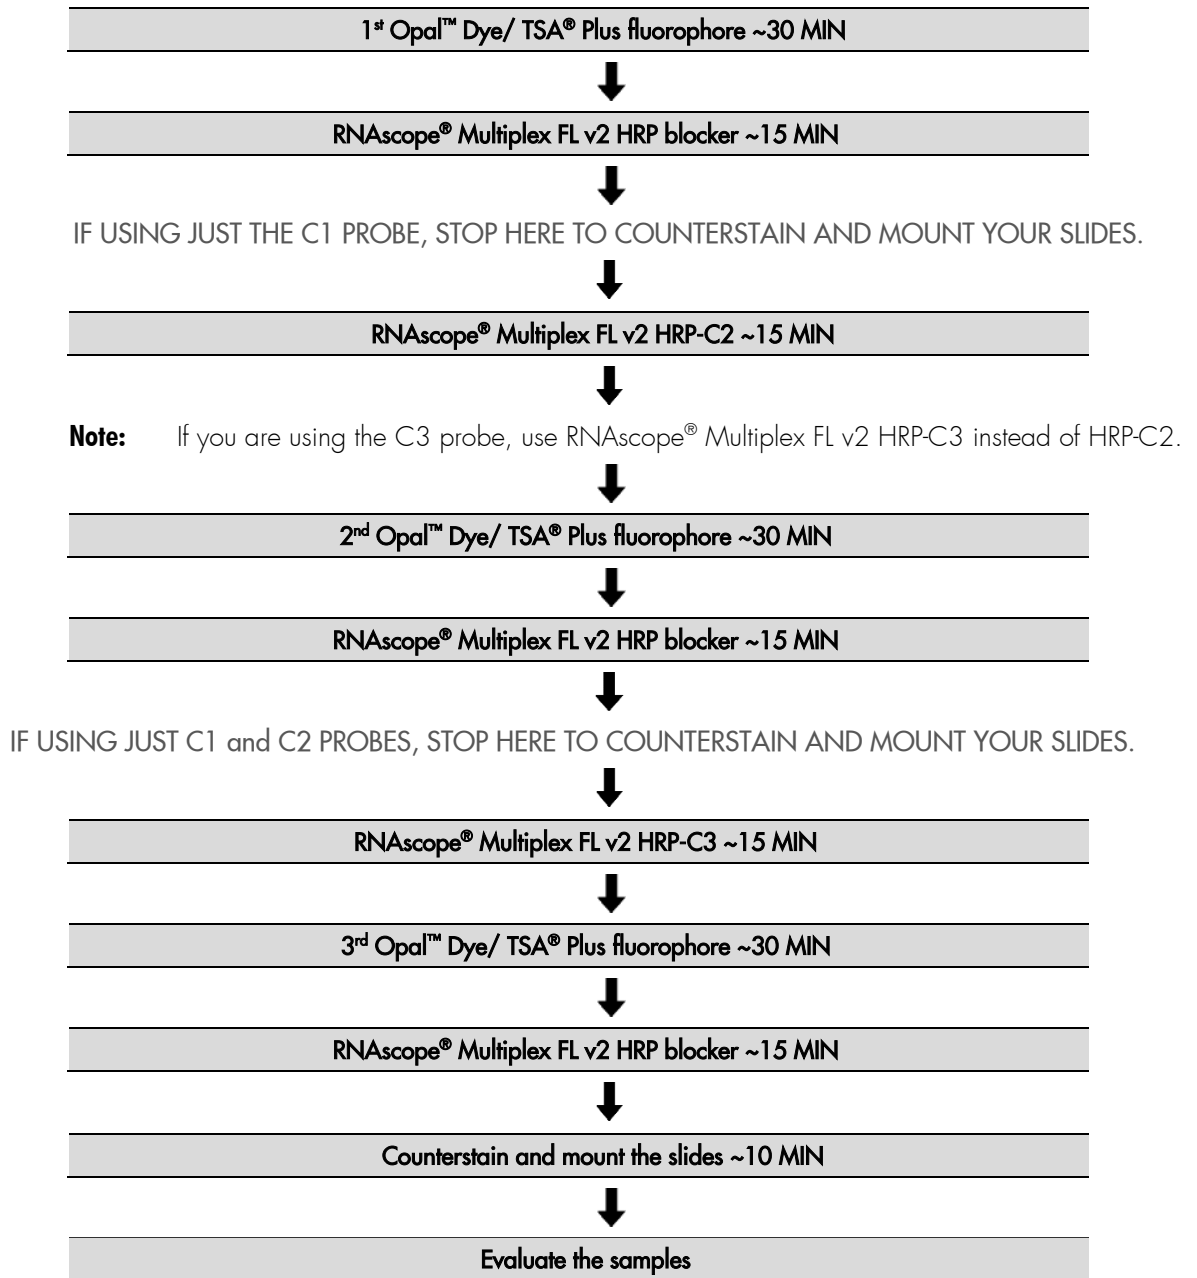 1st Opal™ Dye/ TSA® Plus fluorophore ~30 MIN
RNAscope® Multiplex FL v2 HRP blocker ~15 MIN
IF USING JUST THE C1 PROBE, STOP HERE TO COUNTERSTAIN AND MOUNT YOUR SLIDES.
RNAscope® Multiplex FL v2 HRP-C2 ~15 MIN
Note: If you are using the C3 probe, use RNAscope® Multiplex FL v2 HRP-C3 instead of HRP-C2.
2nd Opal™ Dye/ TSA® Plus fluorophore ~30 MIN
RNAscope® Multiplex FL v2 HRP blocker ~15 MIN
IF USING JUST C1 and C2 PROBES, STOP HERE TO COUNTERSTAIN AND MOUNT YOUR SLIDES.
RNAscope® Multiplex FL v2 HRP-C3 ~15 MIN
3rd Opal™ Dye/ TSA® Plus fluorophore ~30 MIN
RNAscope® Multiplex FL v2 HRP blocker ~15 MIN
Counterstain and mount the slides ~10 MIN
Evaluate the samples